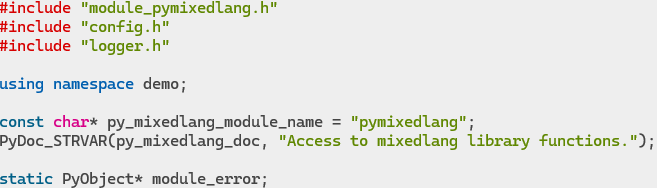 #include "module_pymixedlang.h"
#include "config.h"
#include "logger.h"
using namespace demo;
const char* py_mixedlang_module_name = "pymixedlang";
PyDoc_STRVAR(py_mixedlang_doc, "Access to mixedlang library functions.");
static PyObject* module_error;